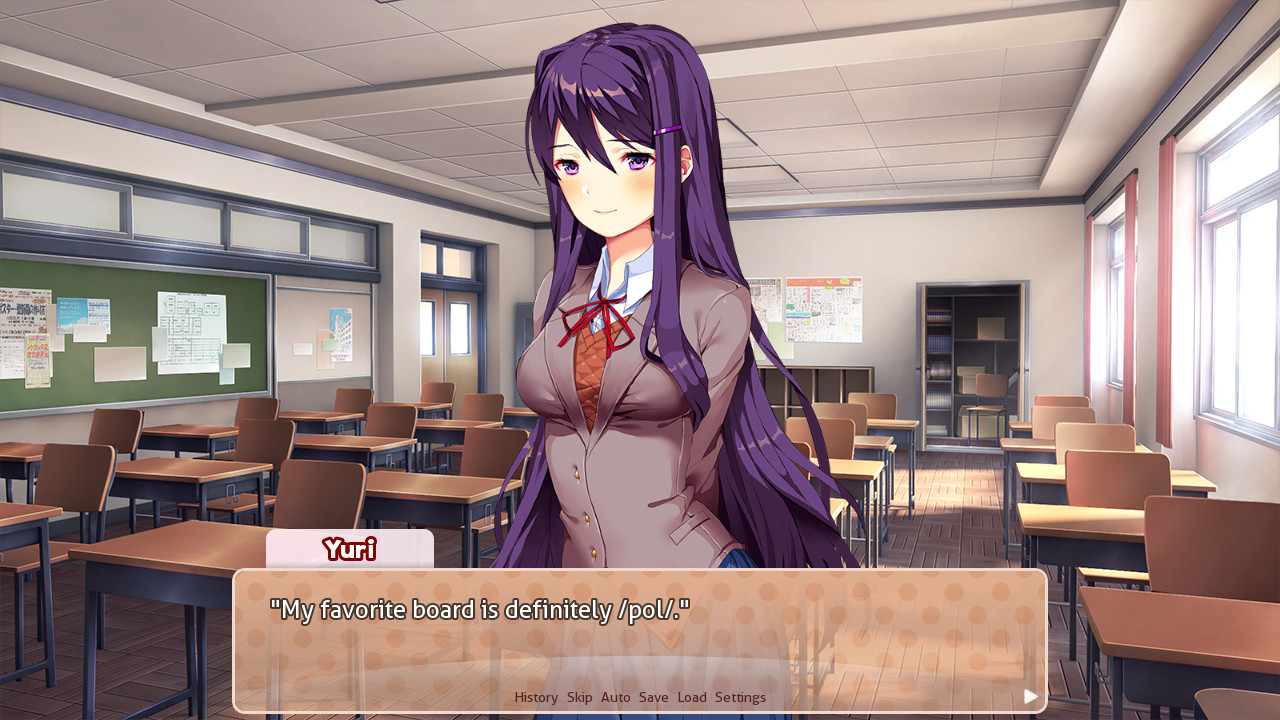 Yuri
"My favorite board is definitely /pol/."
History Skip Auto Save Load Settings